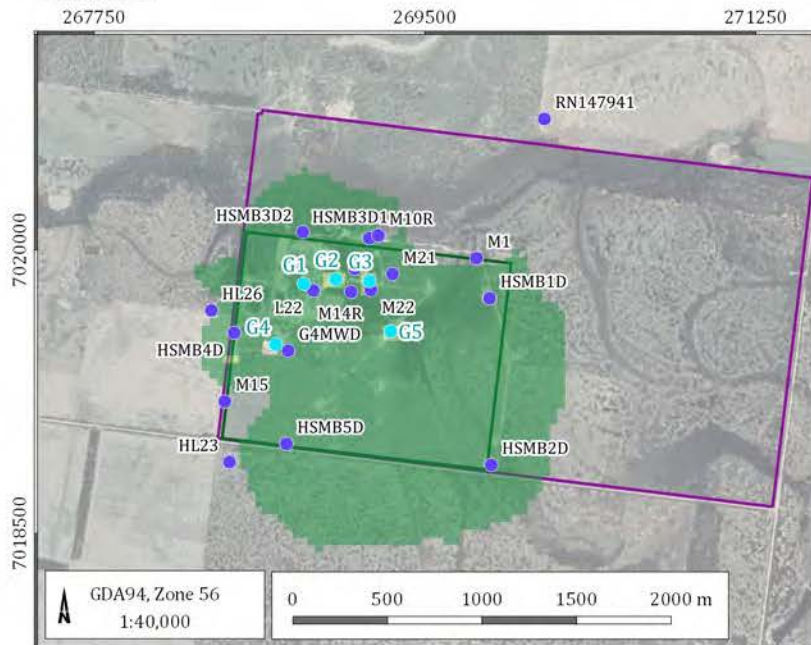 267750 269500 271250
RN147941
HSMB3D2 HSMB3D1 M10R
7020000
M1
M21
G1 G2 G3
HSMB1D
HL26
L22 M14R M22
G4 G4MWD G5
HSMB4D
M15
HSMB5D
HL23
HSMB2D
7018500
GDA94, Zone 56
1:40,000
0 500 1000 1500 2000 m